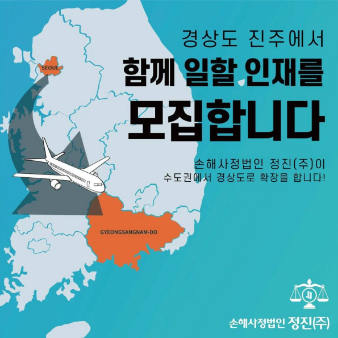 경상도 진주에서
함께 일할 인재를
모집합니다
손해사정법인 정진(주)이
수도권에서 경상도로 확장을 합니다!
SEOUL
GYEONGSANGNAM-DO
손해사정법인 정진(주)